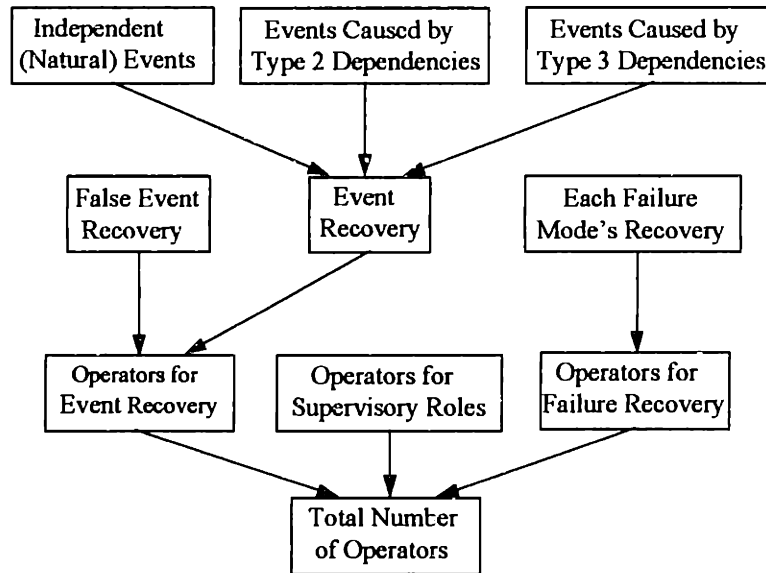 Independent
(Natural) Events
Events Caused by
Type 2 Dependencies
Events Caused by
Type 3 Dependencies
False Event
Recovery
Event
Recovery
Each Failure
Mode's Recovery
Operators for
Event Recovery
Operators for
Supervisory Roles
Operators for
Failure Recovery
Total Number
of Operators